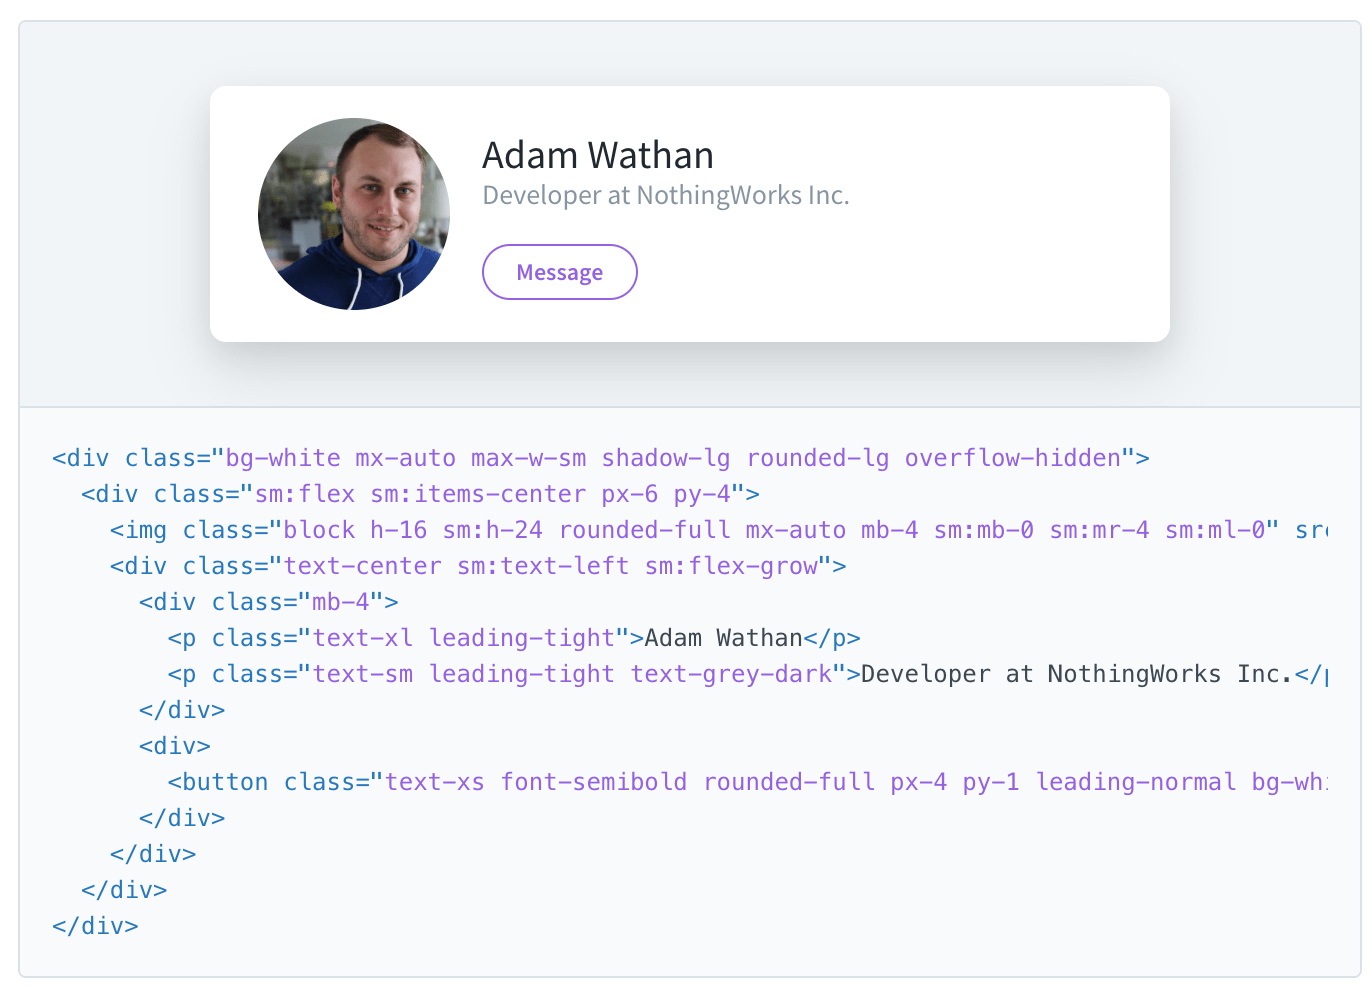 Adam Wathan
Developer at NothingWorks Inc.
Message
<div class="bg-white mx-auto max-w-sm shadow-lg rounded-lg overflow-hidden">
  <div class="sm:flex sm:items-center px-6 py-4">
    <img class="block h-16 sm:h-24 rounded-full mx-auto mb-4 sm:mb-0 sm:mr-4 sm:ml-0"
    <div class="text-center sm:text-left sm:flex-grow">
      <div class="mb-4">
        <p class="text-xl leading-tight">Adam Wathan</p>
        <p class="text-sm leading-tight text-grey-dark">Developer at NothingWorks Inc.</
      </div>
      <div>
        <button class="text-xs font-semibold rounded-full px-4 py-1 leading-normal
      </div>
    </div>
  </div>
</div>